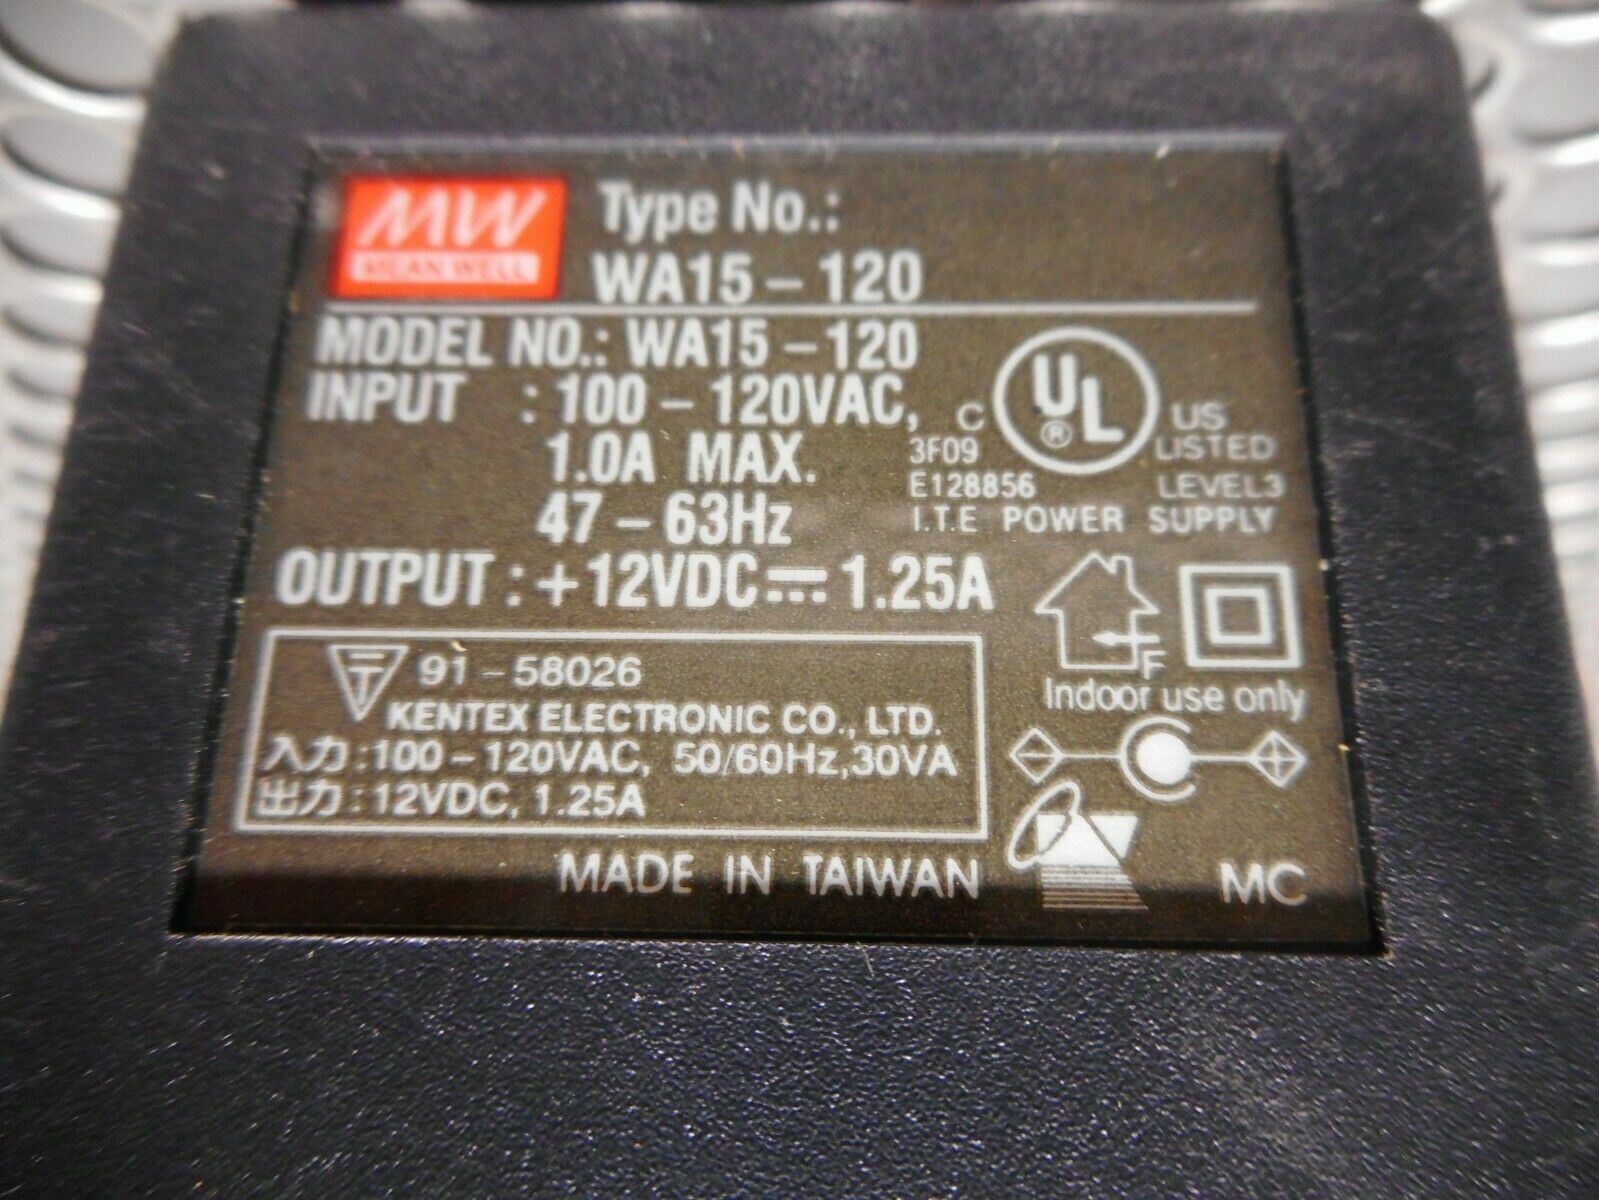 MW
MEAN WELL
Type No.:
WA15-120
MODEL NO.: WA15-120
INPUT : 100-120VAC,
1.0A MAX.
47-63Hz
OUTPUT : +12VDC⎓1.25A
C UL® US
3F09 LISTED
E128856 LEVEL3
I.T.E POWER SUPPLY
F
Indoor use only
91-58026
KENTEX ELECTRONIC CO., LTD.
入力:100-120VAC, 50/60Hz,30VA
出力:12VDC, 1.25A
MADE IN TAIWAN
MC